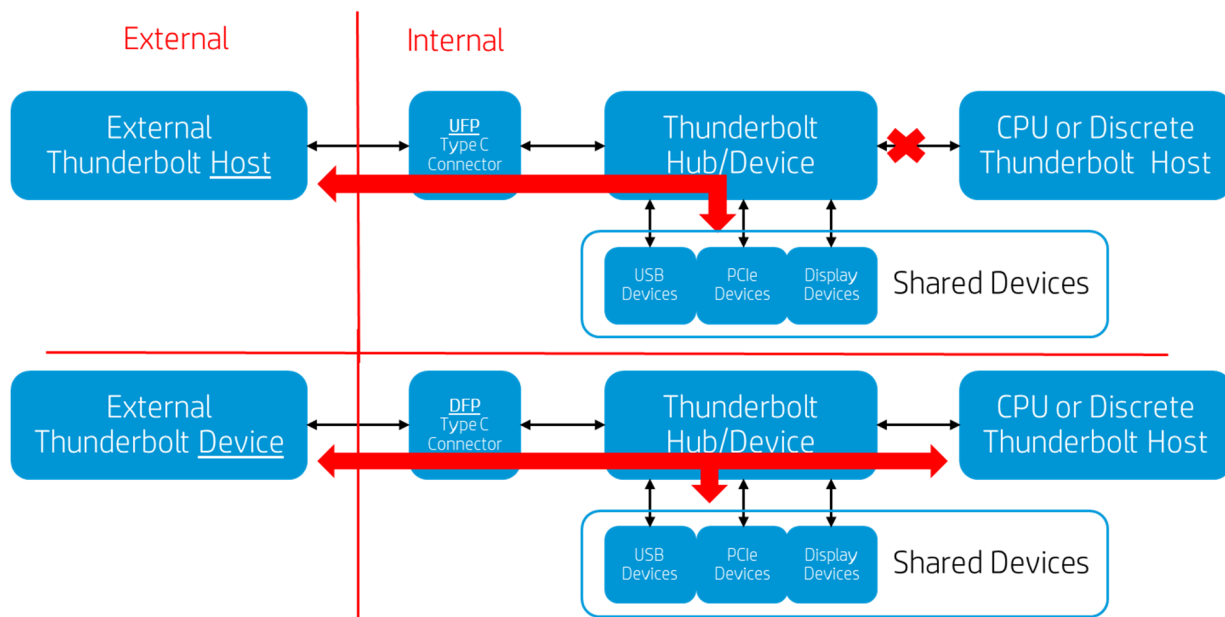 External
Internal
External
Thunderbolt Host
UFP
Type C
Connector
Thunderbolt
Hub/Device
CPU or Discrete
Thunderbolt Host
USB
Devices
PCIe
Devices
Display
Devices
Shared Devices
External
Thunderbolt Device
DFP
Type C
Connector
Thunderbolt
Hub/Device
CPU or Discrete
Thunderbolt Host
USB
Devices
PCIe
Devices
Display
Devices
Shared Devices